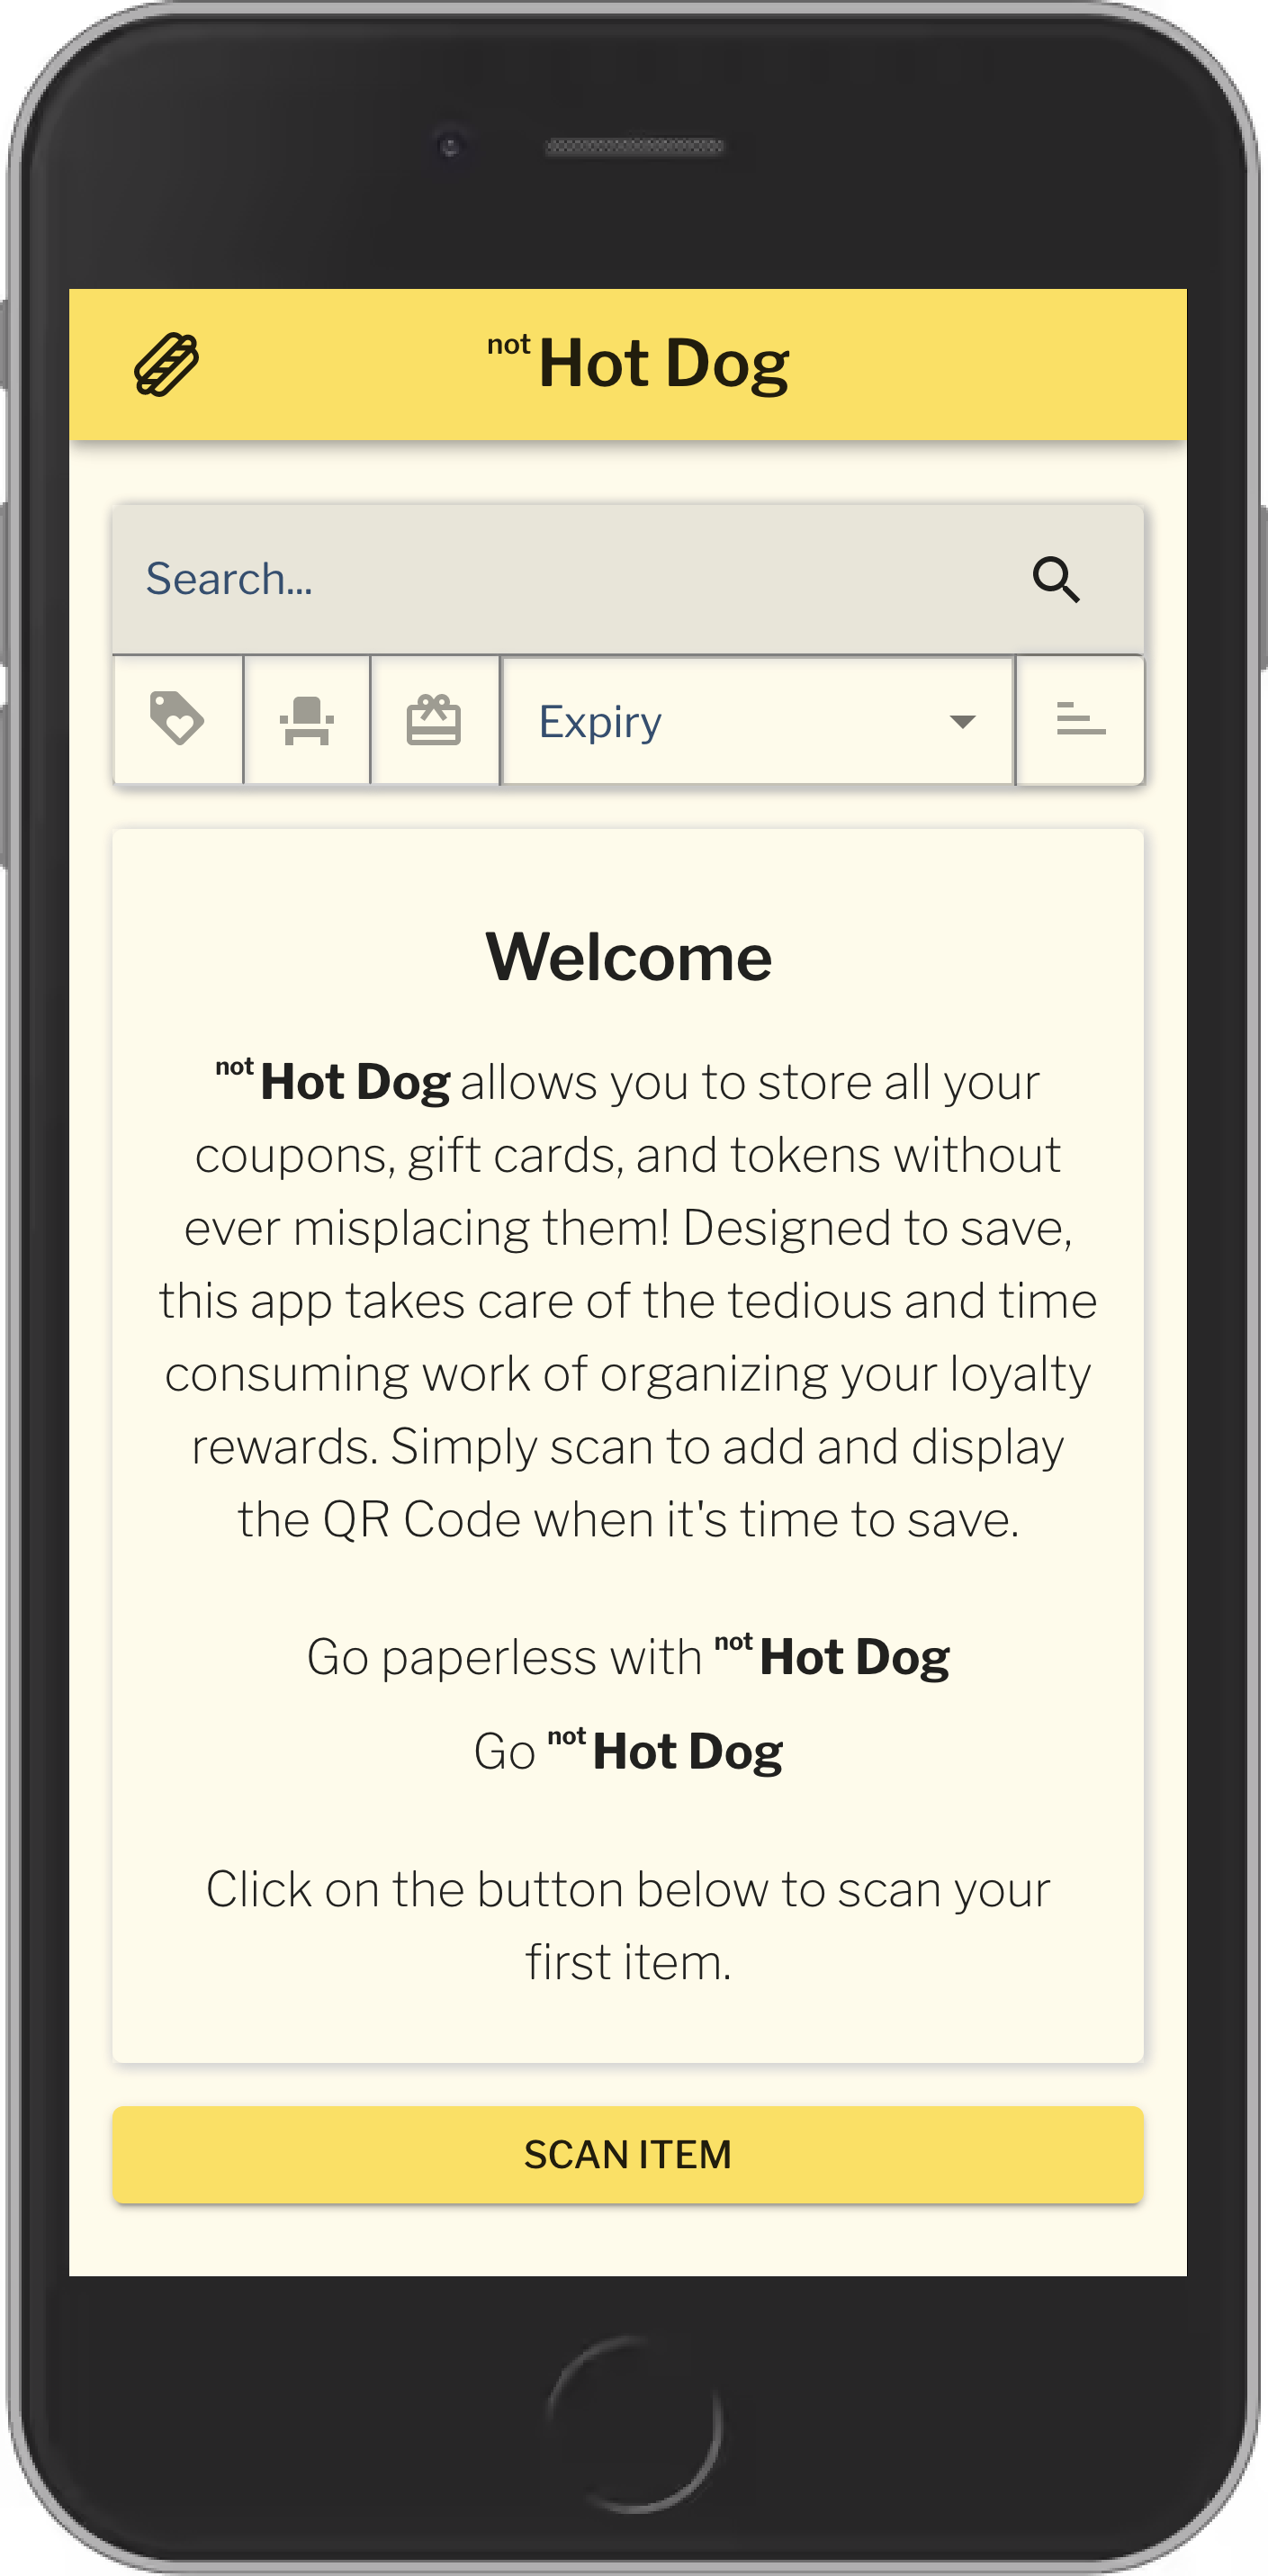 not Hot Dog
Search...
Expiry
Welcome
not Hot Dog allows you to store all your
coupons, gift cards, and tokens without
ever misplacing them! Designed to save,
this app takes care of the tedious and time
consuming work of organizing your loyalty
rewards. Simply scan to add and display
the QR Code when it's time to save.
Go paperless with not Hot Dog
Go not Hot Dog
Click on the button below to scan your
first item.
SCAN ITEM